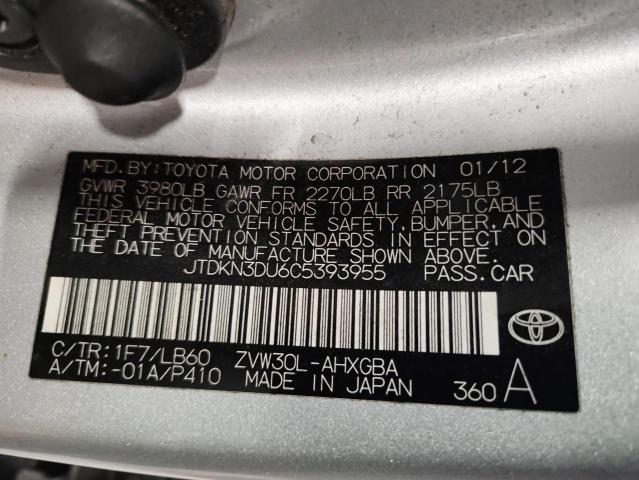 MFD. BY: TOYOTA MOTOR CORPORATION 01/12
GVWR 3980LB GAWR FR 2270LB RR 2175LB
THIS VEHICLE CONFORMS TO ALL APPLICABLE
FEDERAL MOTOR VEHICLE SAFETY, BUMPER, AND
THEFT PREVENTION STANDARDS IN EFFECT ON
THE DATE OF MANUFACTURE SHOWN ABOVE.
JTDKN3DU6C5393955 PASS. CAR
C/TR: 1F7/LB60 ZVW30L-AHXGBA
A/TM: -01A/P410 MADE IN JAPAN 360 A